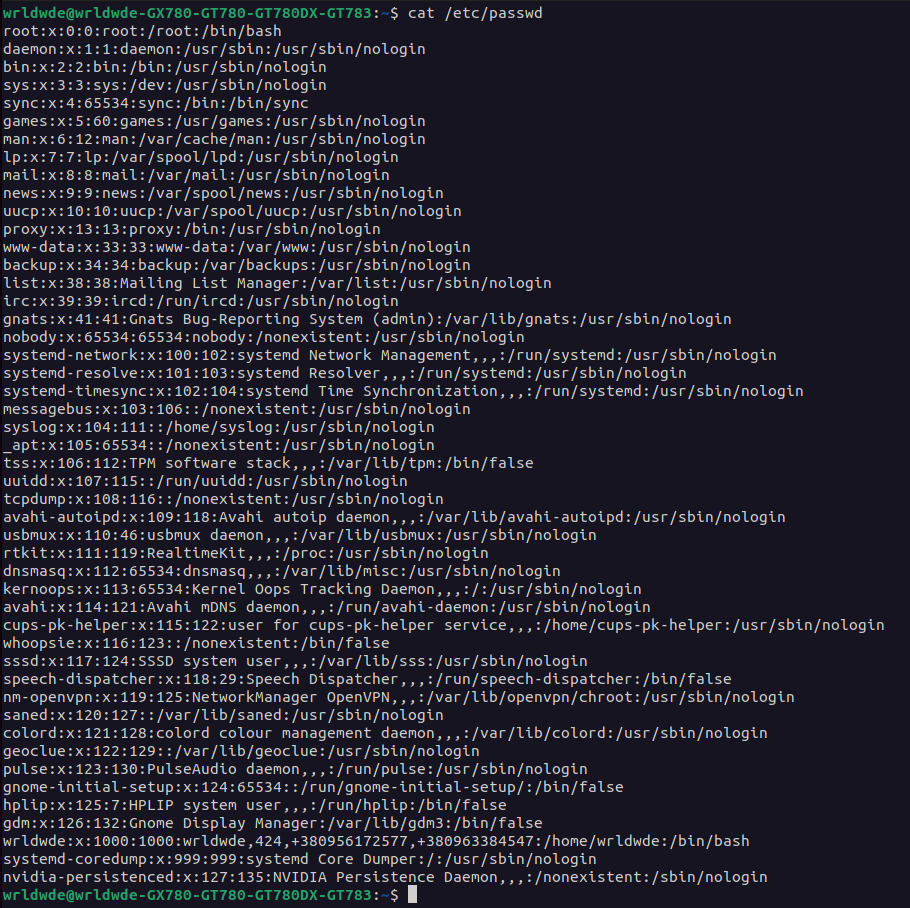 wrldwde@wrldwde-GX780-GT780-GT780DX-GT783:~$ cat /etc/passwd
root:x:0:0:root:/root:/bin/bash
daemon:x:1:1:daemon:/usr/sbin:/usr/sbin/nologin
bin:x:2:2:bin:/bin:/usr/sbin/nologin
sys:x:3:3:sys:/dev:/usr/sbin/nologin
sync:x:4:65534:sync:/bin:/bin/sync
games:x:5:60:games:/usr/games:/usr/sbin/nologin
man:x:6:12:man:/var/cache/man:/usr/sbin/nologin
lp:x:7:7:lp:/var/spool/lpd:/usr/sbin/nologin
mail:x:8:8:mail:/var/mail:/usr/sbin/nologin
news:x:9:9:news:/var/spool/news:/usr/sbin/nologin
uucp:x:10:10:uucp:/var/spool/uucp:/usr/sbin/nologin
proxy:x:13:13:proxy:/bin:/usr/sbin/nologin
www-data:x:33:33:www-data:/var/www:/usr/sbin/nologin
backup:x:34:34:backup:/var/backups:/usr/sbin/nologin
list:x:38:38:Mailing List Manager:/var/list:/usr/sbin/nologin
irc:x:39:39:ircd:/run/ircd:/usr/sbin/nologin
gnats:x:41:41:Gnats Bug-Reporting System (admin):/var/lib/gnats:/usr/sbin/nologin
nobody:x:65534:65534:nobody:/nonexistent:/usr/sbin/nologin
systemd-network:x:100:102:systemd Network Management,,,:/run/systemd:/usr/sbin/nologin
systemd-resolve:x:101:103:systemd Resolver,,,:/run/systemd:/usr/sbin/nologin
systemd-timesync:x:102:104:systemd Time Synchronization,,,:/run/systemd:/usr/sbin/nologin
messagebus:x:103:106::/nonexistent:/usr/sbin/nologin
syslog:x:104:111::/home/syslog:/usr/sbin/nologin
_apt:x:105:65534::/nonexistent:/usr/sbin/nologin
tss:x:106:112:TPM software stack,,,:/var/lib/tpm:/bin/false
uuidd:x:107:115::/run/uuidd:/usr/sbin/nologin
tcpdump:x:108:116::/nonexistent:/usr/sbin/nologin
avahi-autoipd:x:109:118:Avahi autoip daemon,,,:/var/lib/avahi-autoipd:/usr/sbin/nologin
usbmux:x:110:46:usbmux daemon,,,:/var/lib/usbmux:/usr/sbin/nologin
rtkit:x:111:119:RealtimeKit,,,:/proc:/usr/sbin/nologin
dnsmasq:x:112:65534:dnsmasq,,,:/var/lib/misc:/usr/sbin/nologin
kernoops:x:113:65534:Kernel Oops Tracking Daemon,,,:/:/usr/sbin/nologin
avahi:x:114:121:Avahi mDNS daemon,,,:/run/avahi-daemon:/usr/sbin/nologin
cups-pk-helper:x:115:122:user for cups-pk-helper service,,,:/home/cups-pk-helper:/usr/sbin/nologin
whoopsie:x:116:123::/nonexistent:/bin/false
sssd:x:117:124:SSSD system user,,,:/var/lib/sss:/usr/sbin/nologin
speech-dispatcher:x:118:29:Speech Dispatcher,,,:/run/speech-dispatcher:/bin/false
nm-openvpn:x:119:125:NetworkManager OpenVPN,,,:/var/lib/openvpn/chroot:/usr/sbin/nologin
saned:x:120:127::/var/lib/saned:/usr/sbin/nologin
colord:x:121:128:colord colour management daemon,,,:/var/lib/colord:/usr/sbin/nologin
geoclue:x:122:129::/var/lib/geoclue:/usr/sbin/nologin
pulse:x:123:130:PulseAudio daemon,,,:/run/pulse:/usr/sbin/nologin
gnome-initial-setup:x:124:65534::/run/gnome-initial-setup/:/bin/false
hplip:x:125:7:HPLIP system user,,,:/run/hplip:/bin/false
gdm:x:126:132:Gnome Display Manager:/var/lib/gdm3:/bin/false
wrldwde:x:1000:1000:wrldwde,424,+380956172577,+380963384547:/home/wrldwde:/bin/bash
systemd-coredump:x:999:999:systemd Core Dumper:/:/usr/sbin/nologin
nvidia-persistenced:x:127:135:NVIDIA Persistence Daemon,,,:/nonexistent:/usr/sbin/nologin
wrldwde@wrldwde-GX780-GT780-GT780DX-GT783:~$